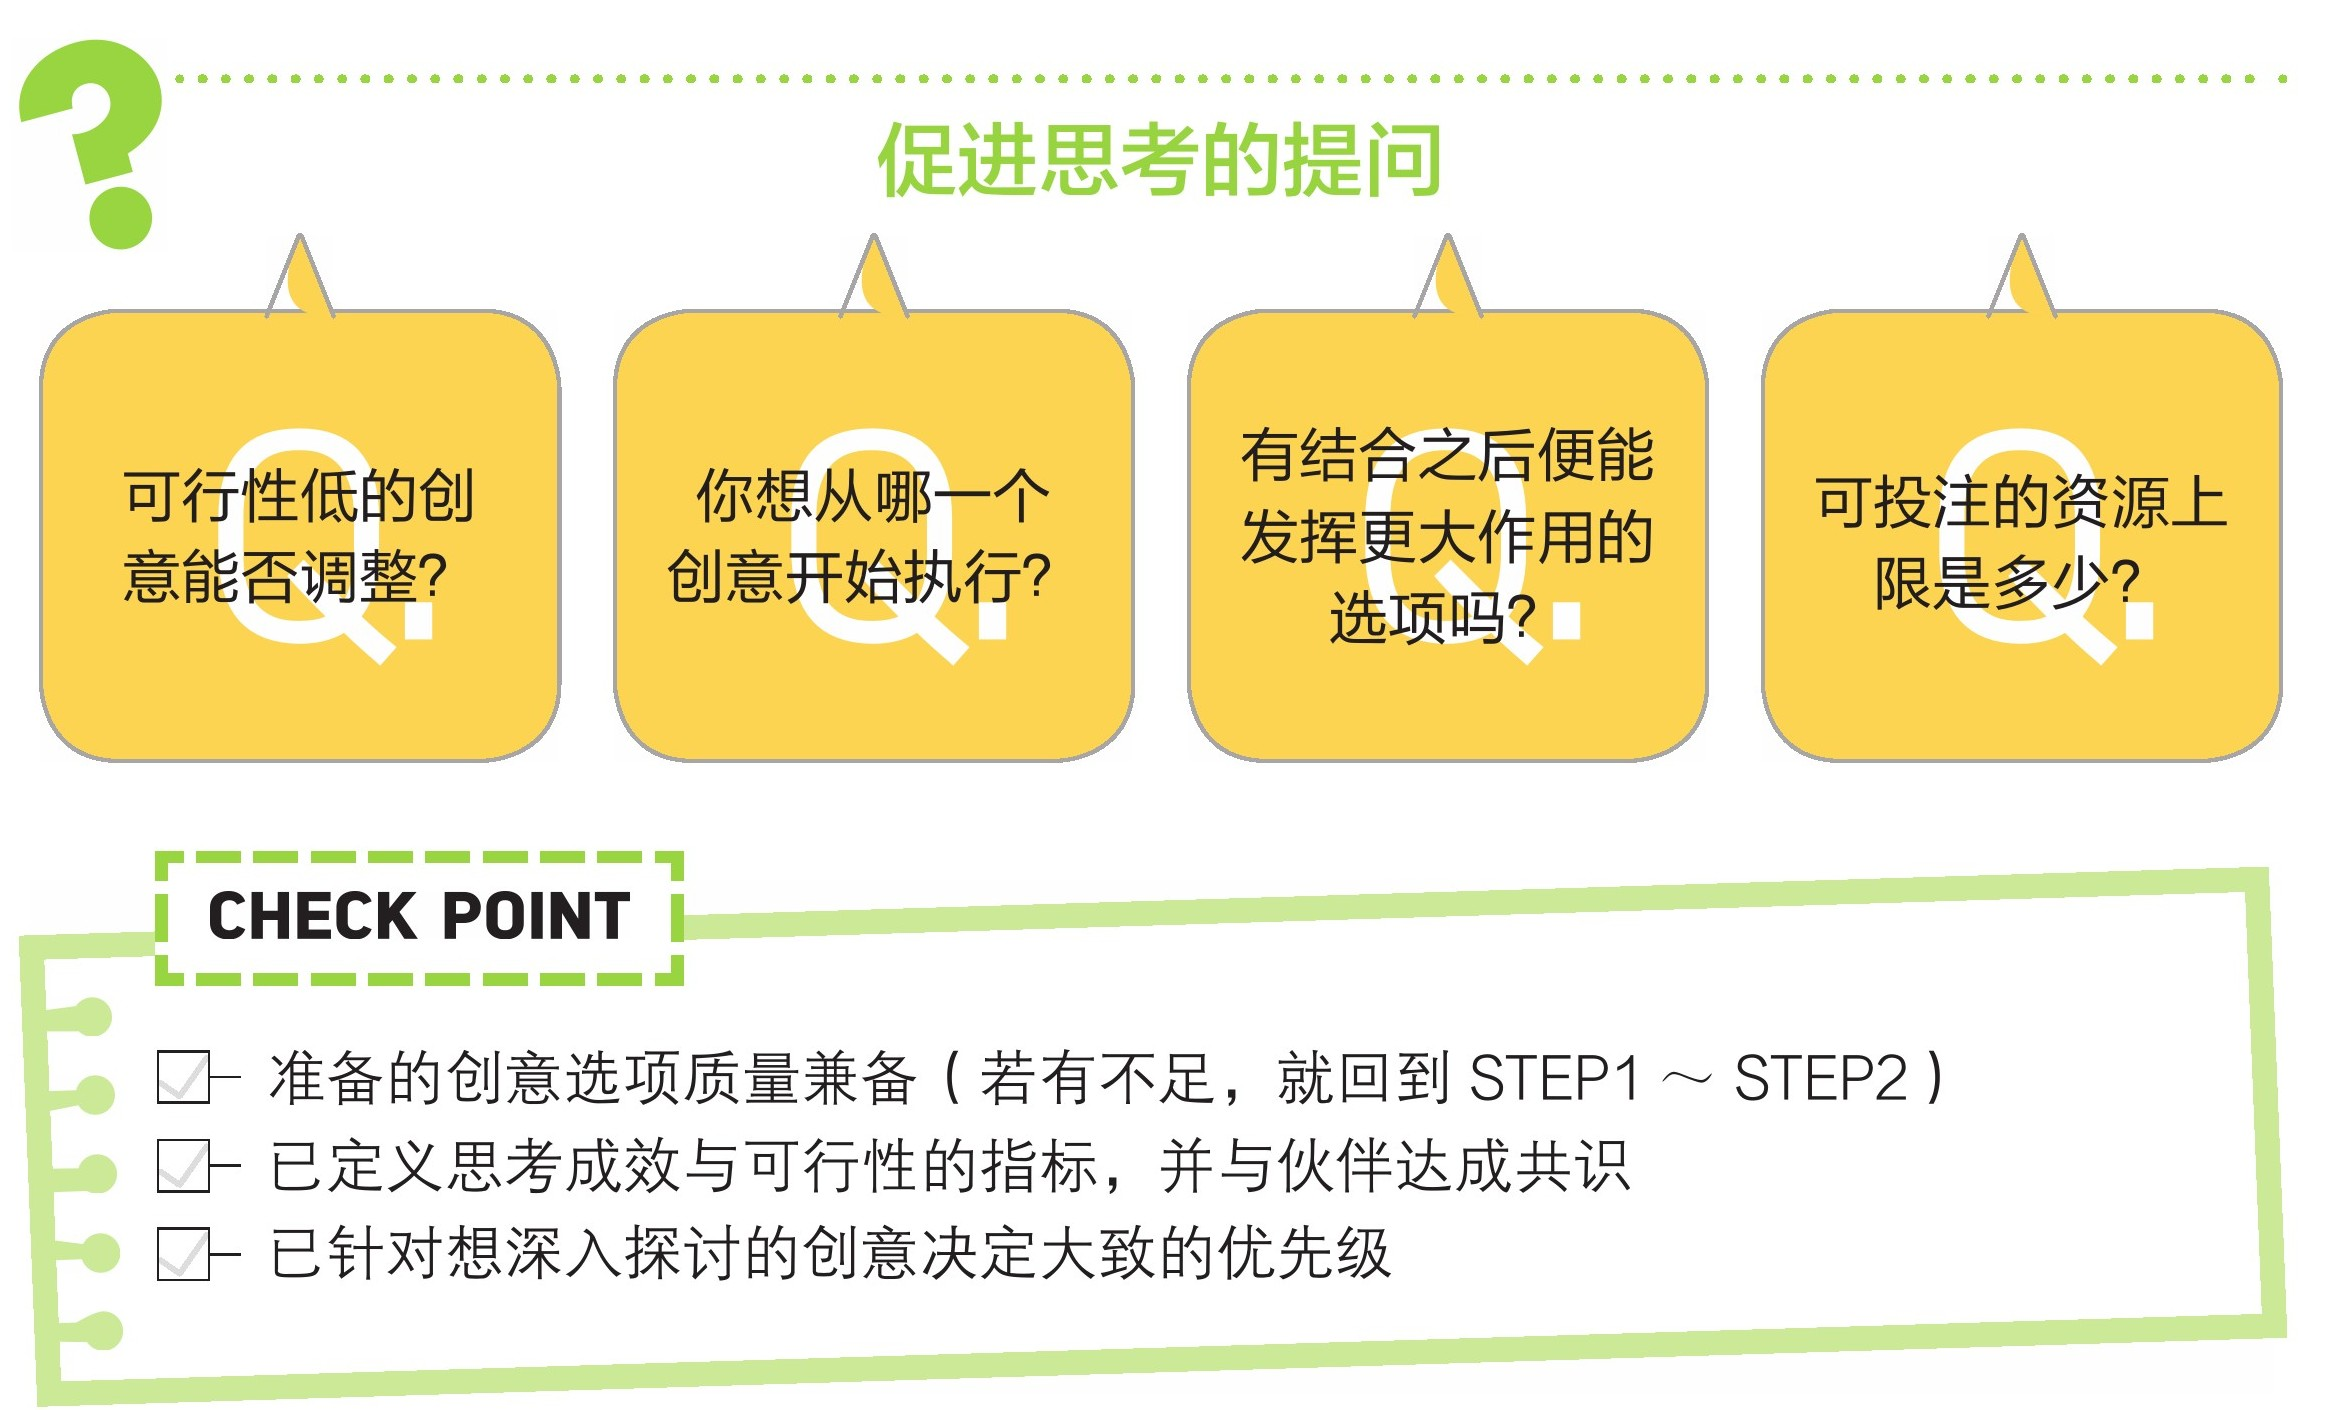 ?
促进思考的提问
Q.
可行性低的创
意能否调整?
Q.
你想从哪一个
创意开始执行?
Q.
有结合之后便能
发挥更大作用的
选项吗?
Q.
可投注的资源上
限是多少?
CHECK POINT
准备的创意选项质量兼备（若有不足，就回到 STEP1～STEP2）
已定义思考成效与可行性的指标，并与伙伴达成共识
已针对想深入探讨的创意决定大致的优先级